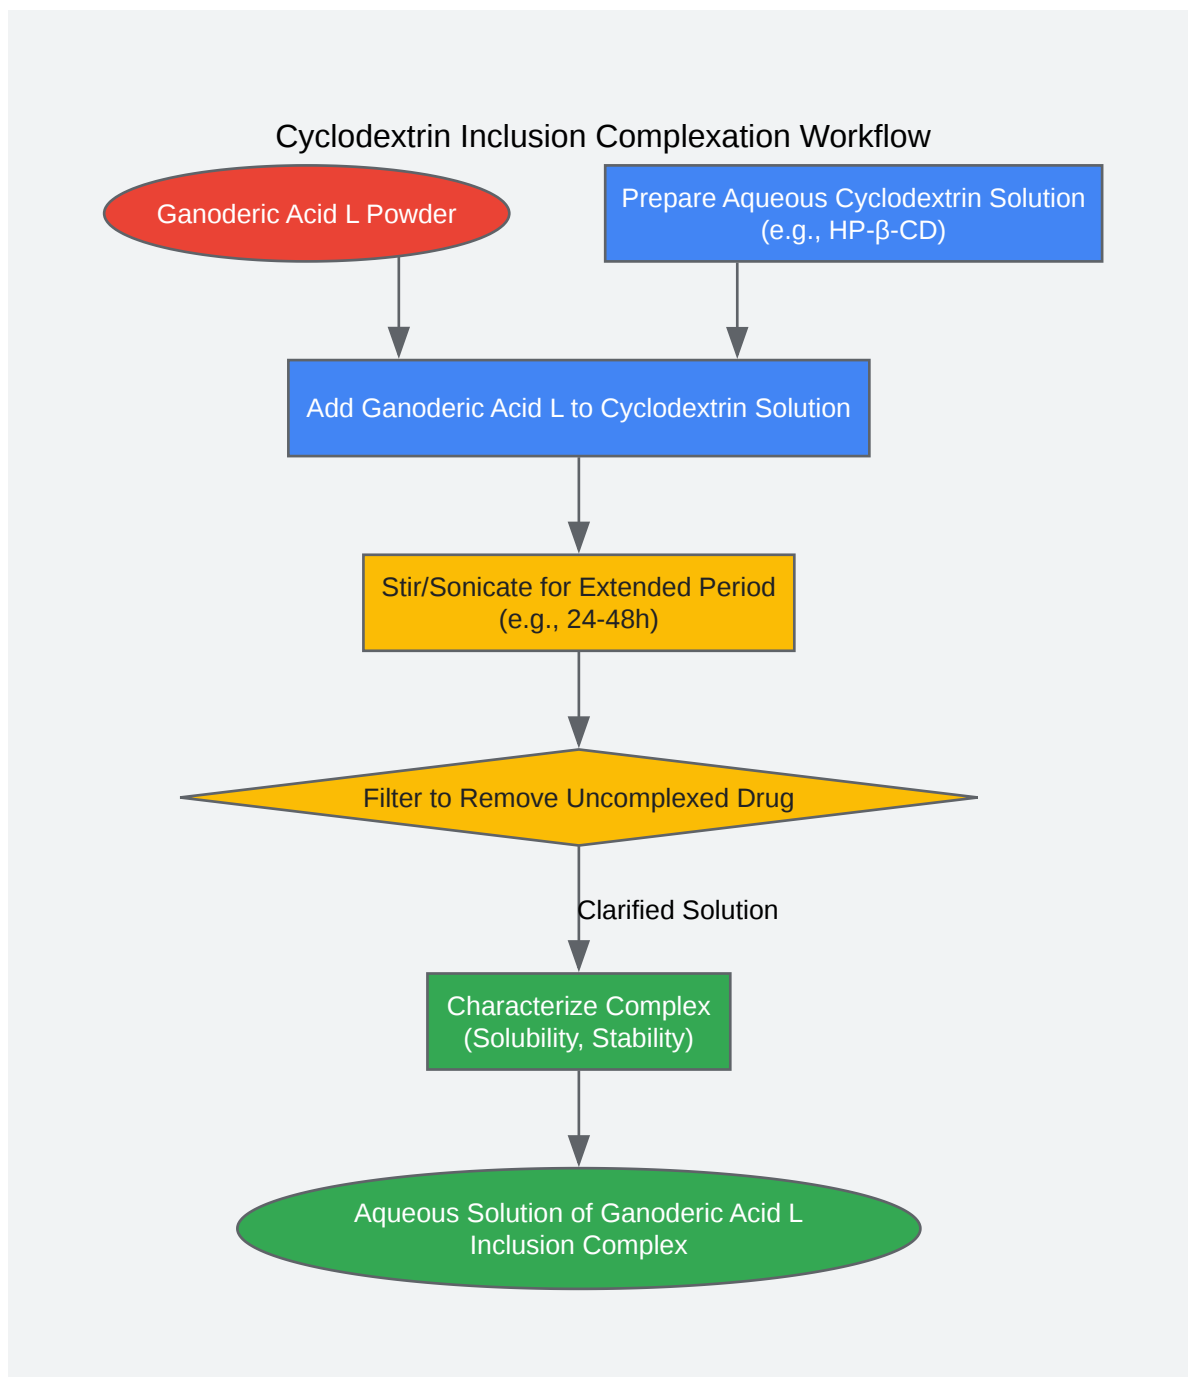 Cyclodextrin Inclusion Complexation Workflow
Ganoderic Acid L Powder
Prepare Aqueous Cyclodextrin Solution
(e.g., HP-β-CD)
Add Ganoderic Acid L to Cyclodextrin Solution
Stir/Sonicate for Extended Period
(e.g., 24-48h)
Filter to Remove Uncomplexed Drug
Clarified Solution
Characterize Complex
(Solubility, Stability)
Aqueous Solution of Ganoderic Acid L
Inclusion Complex